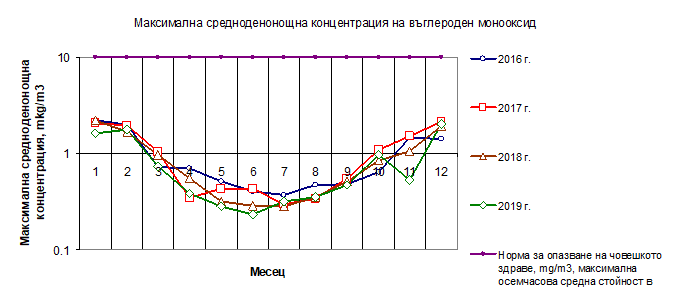 Максимална средноденонощна концентрация на въглероден монооксид
Максимална средноденонощна
концентрация, mkg/m3
10
1
0.1
1 2 3 4 5 6 7 8 9 10 11 12
Месец
2016 г.
2017 г.
2018 г.
2019 г.
Норма за опазване на човешкото
здраве, mg/m3, максимална
осемчасова средна стойност в